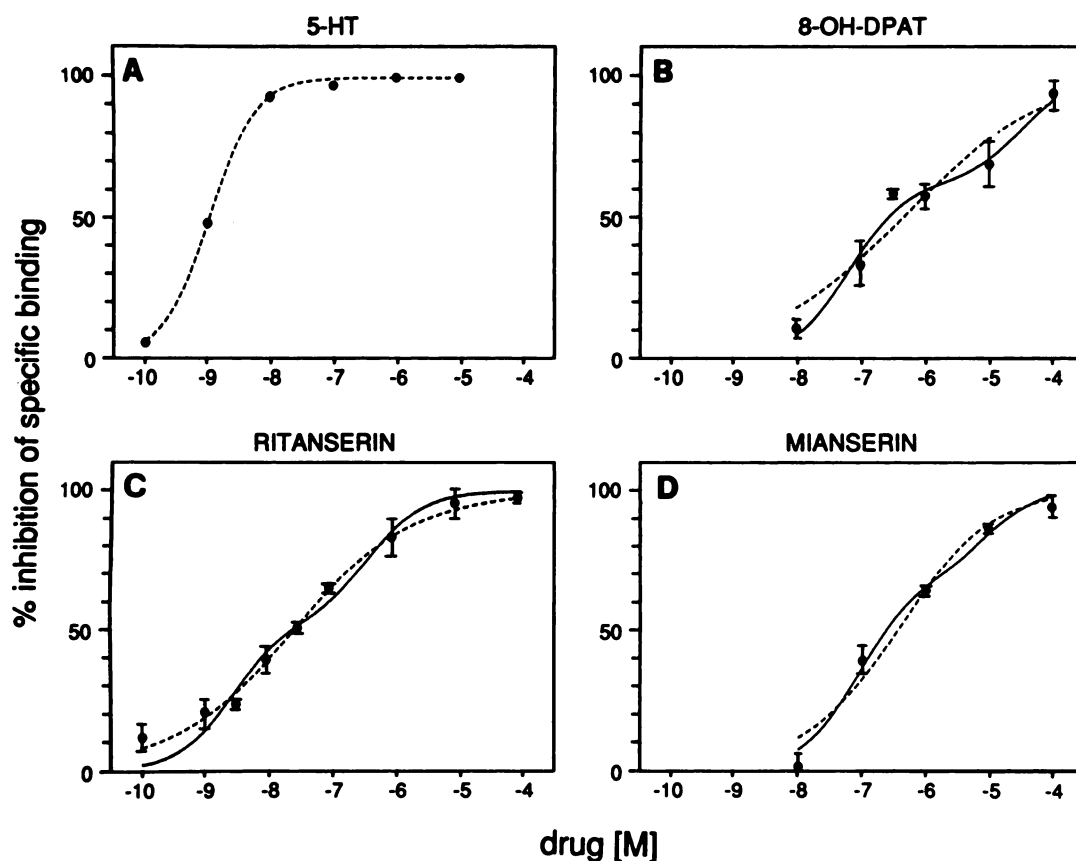 5-HT
8-OH-DPAT
A
B
100
50
0
-10 -9 -8 -7 -6 -5 -4
100
50
0
-10 -9 -8 -7 -6 -5 -4
% inhibition of specific binding
RITANSERIN
MIANSERIN
C
D
100
50
0
-10 -9 -8 -7 -6 -5 -4
100
50
0
-10 -9 -8 -7 -6 -5 -4
drug [M]